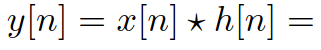 y[n] = x[n] ⋆ h[n] =